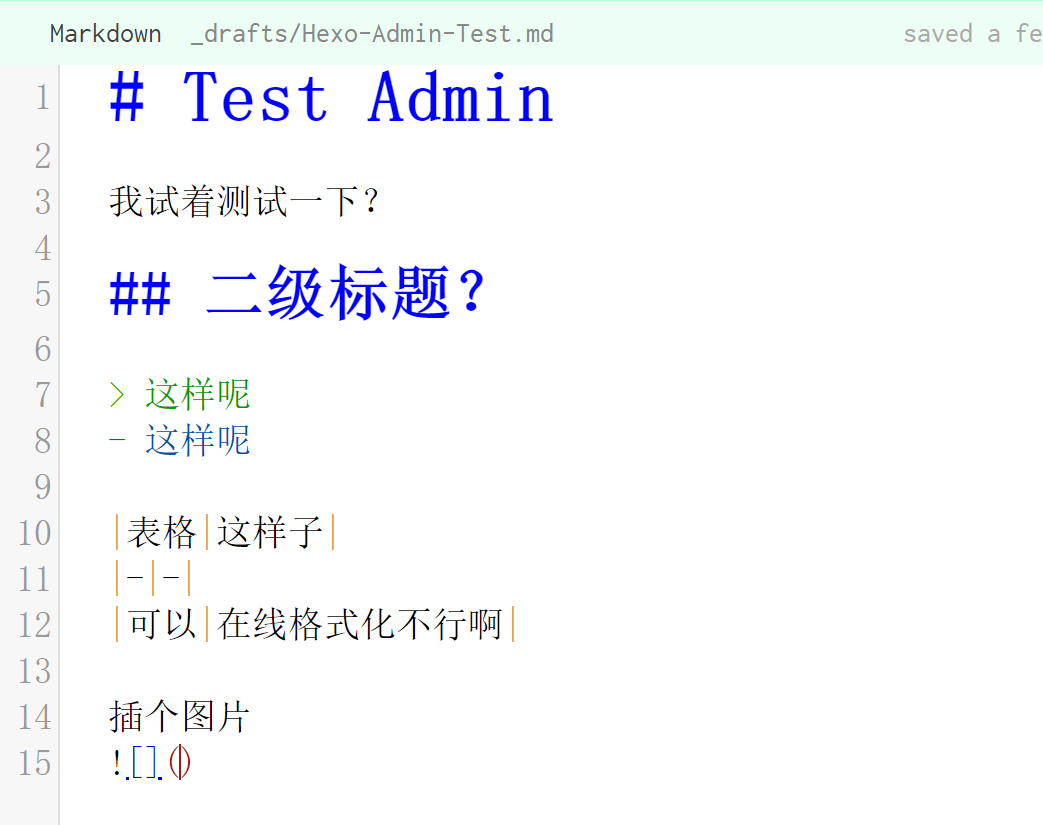 Markdown _drafts/Hexo-Admin-Test.md saved a fe
1 # Test Admin
2
3 我试着测试一下？
4
5 ## 二级标题？
6
7 > 这样呢
8 - 这样呢
9
10 |表格|这样子|
11 |-|-|
12 |可以|在线格式化不行啊|
13
14 插个图片
15 ![]()